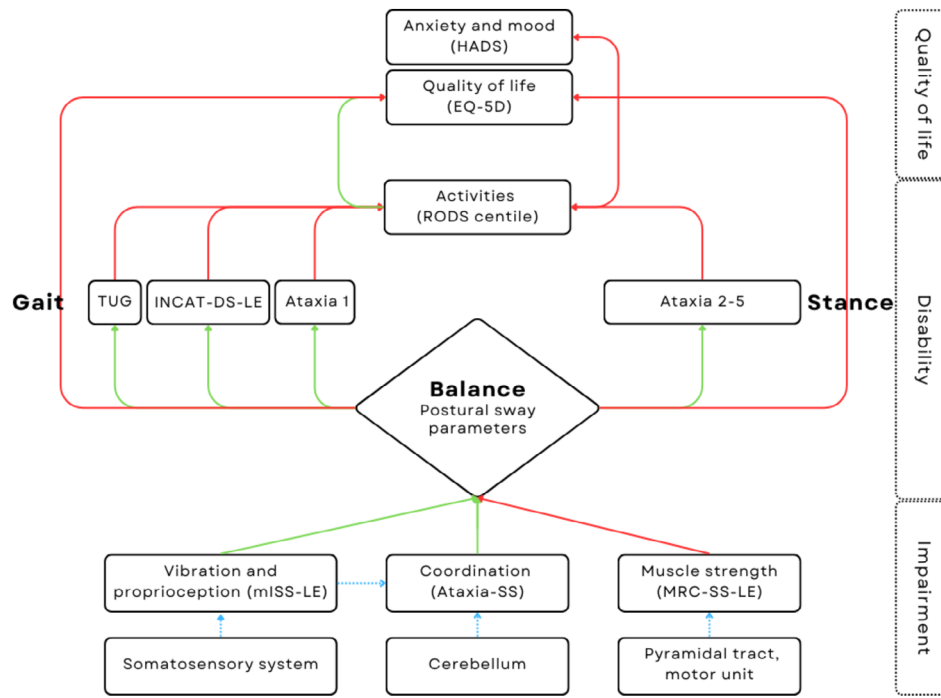 Anxiety and mood
(HADS)
Quality of life
(EQ-5D)
Quality of life
Activities
(RODS centile)
Gait
TUG
INCAT-DS-LE
Ataxia 1
Ataxia 2-5
Stance
Disability
Balance
Postural sway
parameters
Vibration and
proprioception (mISS-LE)
Coordination
(Ataxia-SS)
Muscle strength
(MRC-SS-LE)
Impairment
Somatosensory system
Cerebellum
Pyramidal tract,
motor unit